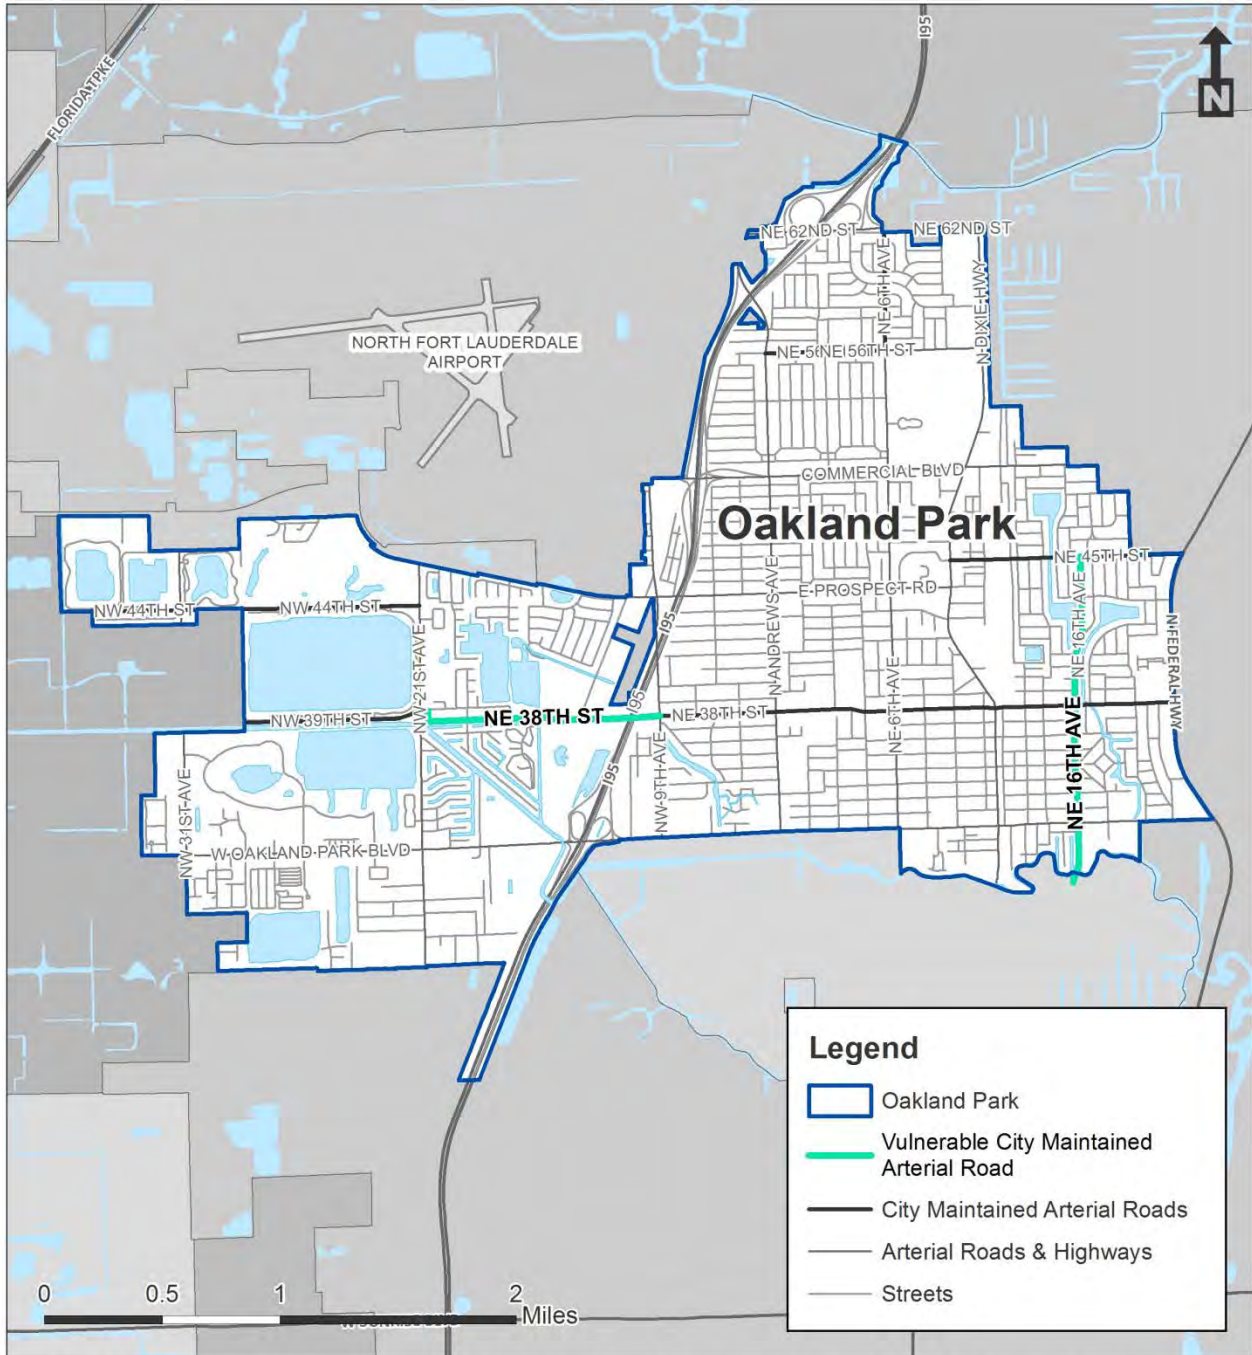 I95
FLORIDA TPKE
N
NE 62ND ST
NE 62ND ST
NE 6TH AVE
N DIXIE HWY
NORTH FORT LAUDERDALE
AIRPORT
NE 56
NE 56TH ST
COMMERCIAL BLVD
Oakland Park
NE 45TH ST
E PROSPECT RD
NW 44TH ST
NW 44TH ST
I95
N ANDREWS AVE
NE 16TH AVE
N FEDERAL HWY
NW 21ST AVE
NE 6TH AVE
NW 39TH ST
NE 38TH ST
I95
NE 38TH ST
NE 16TH AVE
NW 9TH AVE
I95
NW 31ST AVE
W OAKLAND PARK BLVD
Legend
Oakland Park
Vulnerable City Maintained
Arterial Road
City Maintained Arterial Roads
Arterial Roads & Highways
Streets
0 0.5 1 2
Miles